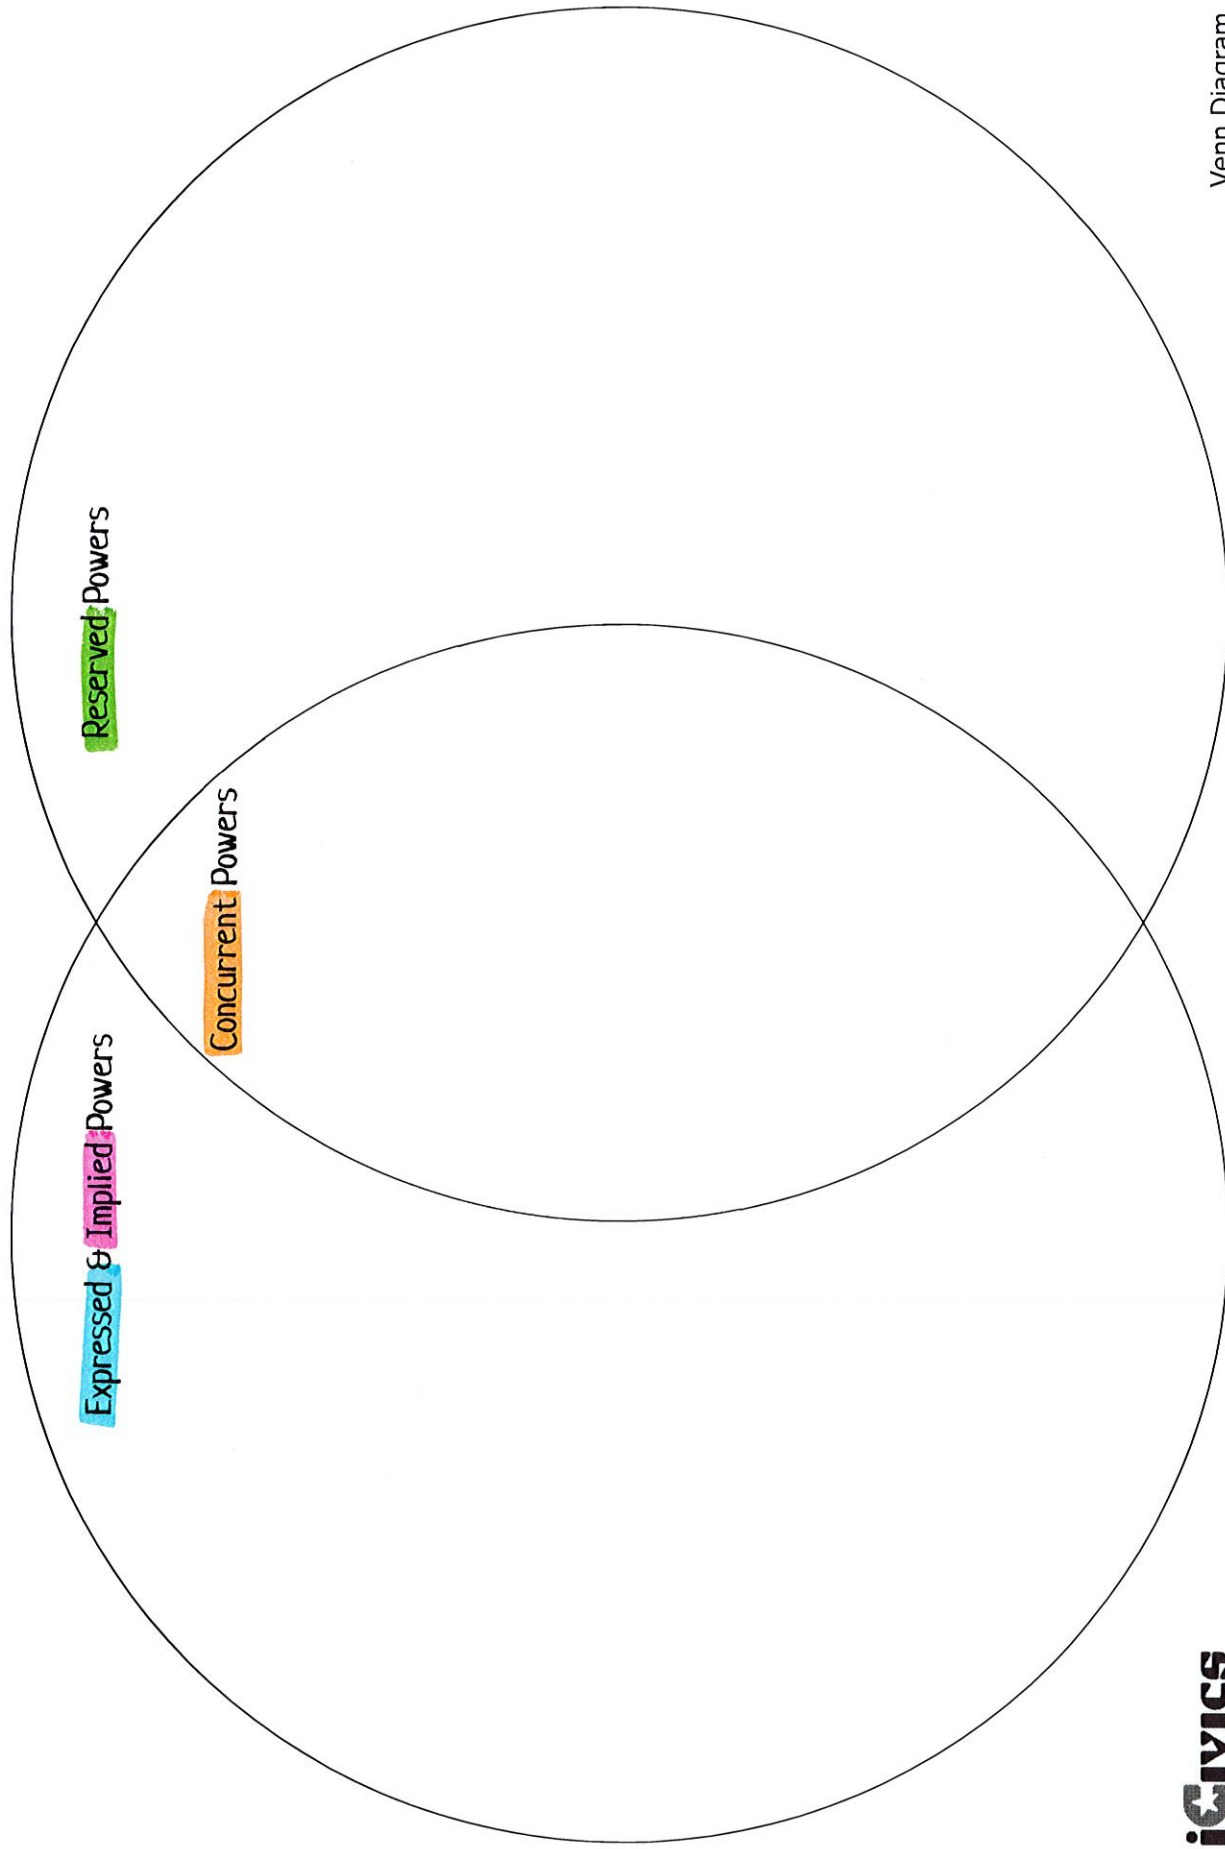 Expressed & Implied Powers
Reserved Powers
Concurrent Powers
iCivics
Venn Diagram